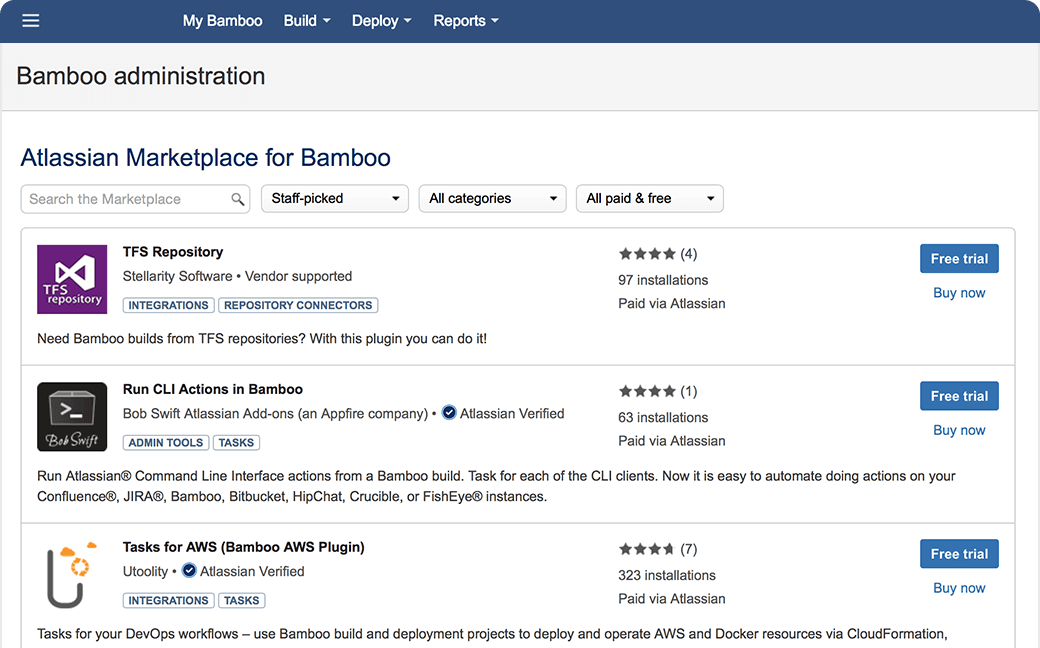 My Bamboo Build Deploy Reports
Bamboo administration
Atlassian Marketplace for Bamboo
Search the Marketplace Staff-picked All categories All paid & free
TFS repository
TFS Repository
Stellarity Software • Vendor supported
INTEGRATIONS REPOSITORY CONNECTORS
(4)
97 installations
Paid via Atlassian
Free trial
Buy now
Need Bamboo builds from TFS repositories? With this plugin you can do it!
>_
Bob Swift
Run CLI Actions in Bamboo
Bob Swift Atlassian Add-ons (an Appfire company) • Atlassian Verified
ADMIN TOOLS TASKS
(1)
63 installations
Paid via Atlassian
Free trial
Buy now
Run Atlassian® Command Line Interface actions from a Bamboo build. Task for each of the CLI clients. Now it is easy to automate doing actions on your
Confluence®, JIRA®, Bamboo, Bitbucket, HipChat, Crucible, or FishEye® instances.
Tasks for AWS (Bamboo AWS Plugin)
Utoolity • Atlassian Verified
INTEGRATIONS TASKS
(7)
323 installations
Paid via Atlassian
Free trial
Buy now
Tasks for your DevOps workflows – use Bamboo build and deployment projects to deploy and operate AWS and Docker resources via CloudFormation,